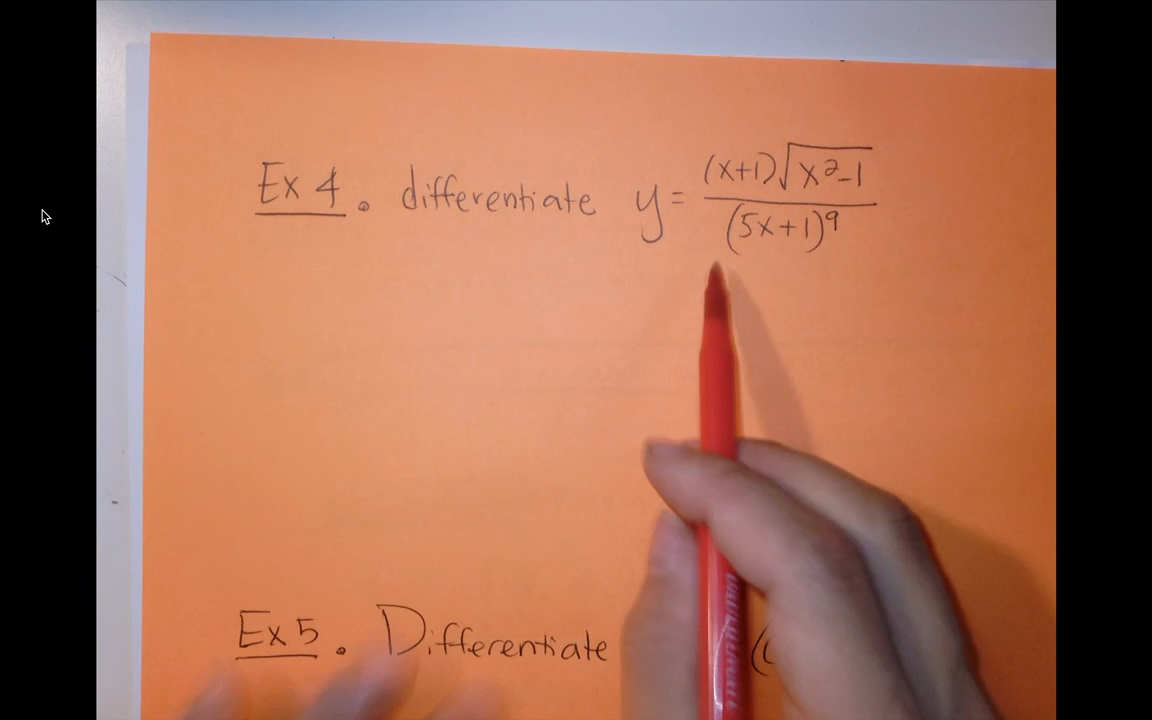 Ex 4. differentiate y = (x+1)√(x²-1) / (5x+1)⁹
Ex 5. Differentiate (